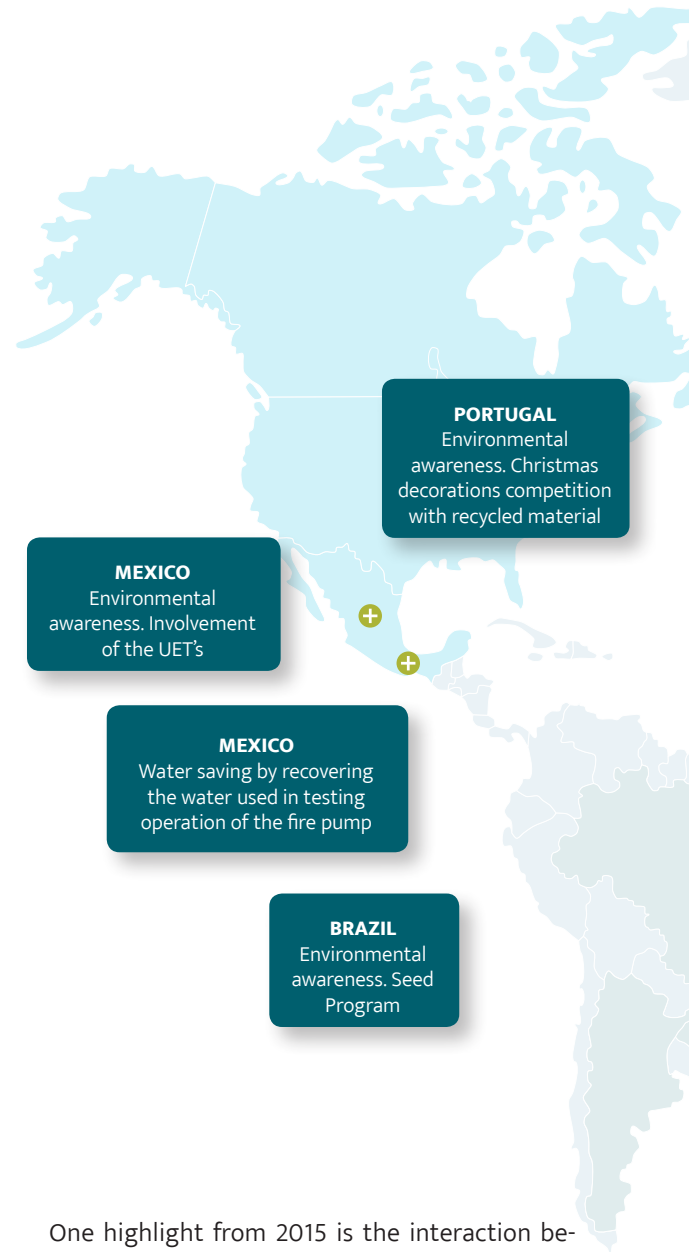 PORTUGAL
Environmental
awareness. Christmas
decorations competition
with recycled material
MEXICO
Environmental
awareness. Involvement
of the UET’s
MEXICO
Water saving by recovering
the water used in testing
operation of the fire pump
BRAZIL
Environmental
awareness. Seed
Program
One highlight from 2015 is the interaction be-